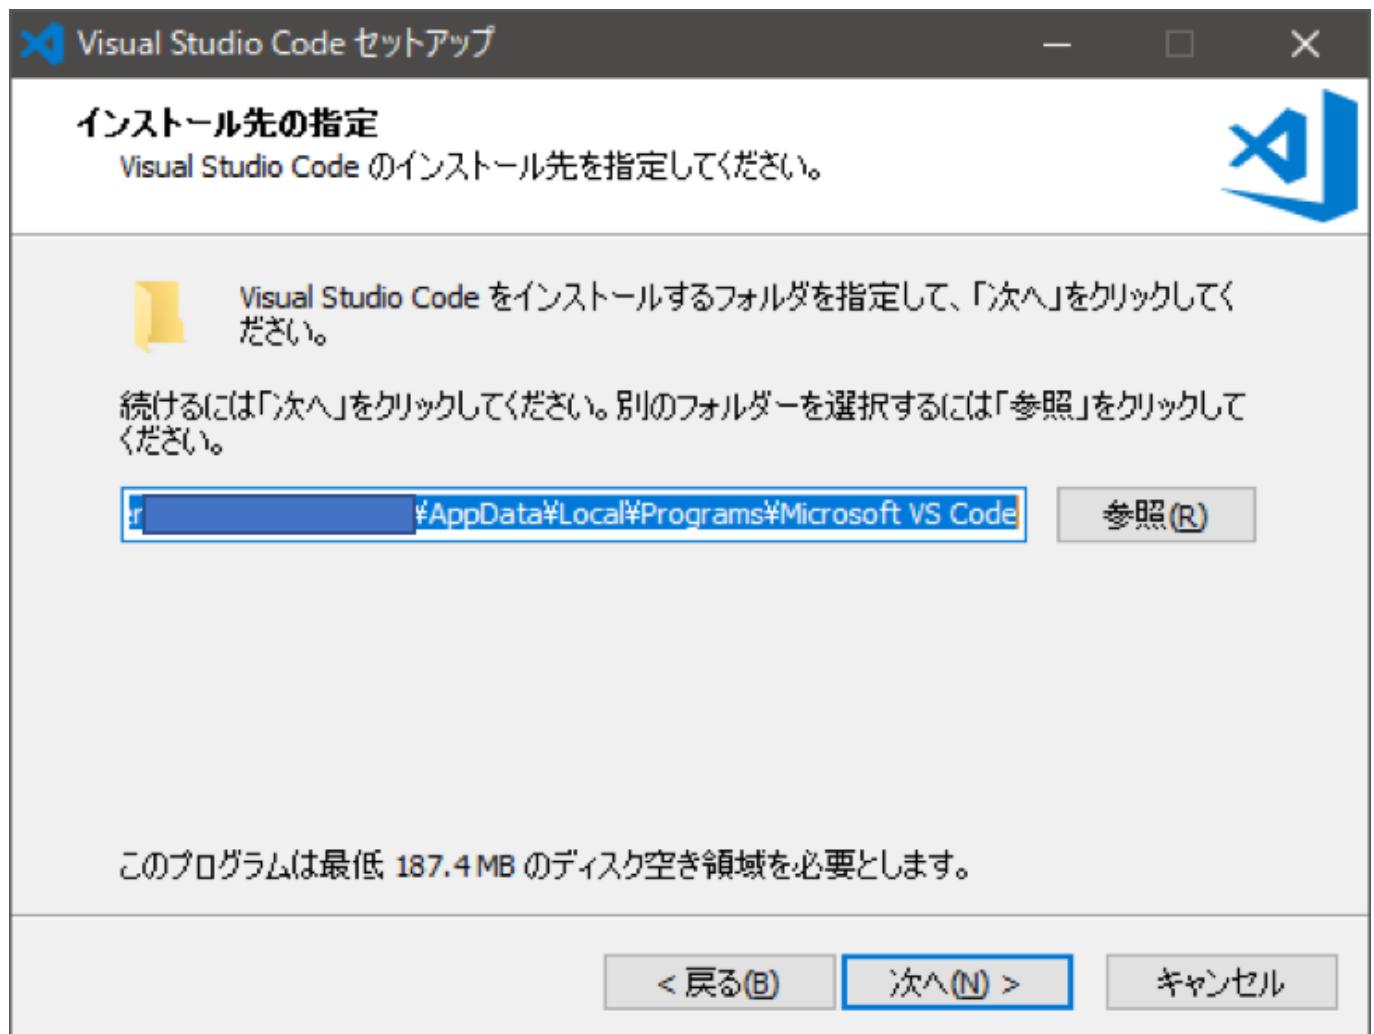 Visual Studio Code セットアップ
インストール先の指定
Visual Studio Code のインストール先を指定してください。
Visual Studio Code をインストールするフォルダを指定して、「次へ」をクリックしてく
ださい。
続けるには「次へ」をクリックしてください。別のフォルダーを選択するには「参照」をクリックして
ください。
er ¥AppData¥Local¥Programs¥Microsoft VS Code
参照(R)
このプログラムは最低 187.4 MB のディスク空き領域を必要とします。
< 戻る(B)
次へ(N) >
キャンセル